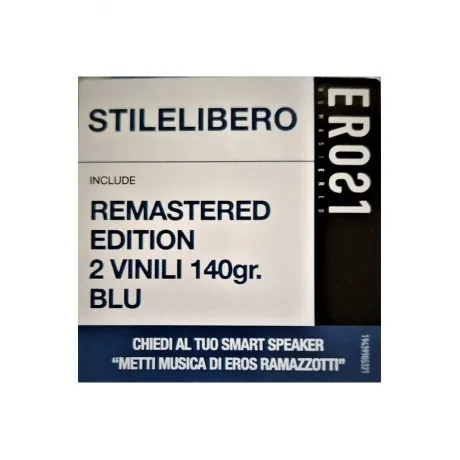 STILELIBERO
INCLUDE
REMASTERED
EDITION
2 VINILI 140gr.
BLU
CHIEDI AL TUO SMART SPEAKER
“METTI MUSICA DI EROS RAMAZZOTTI”
ERO21
REMASTERED